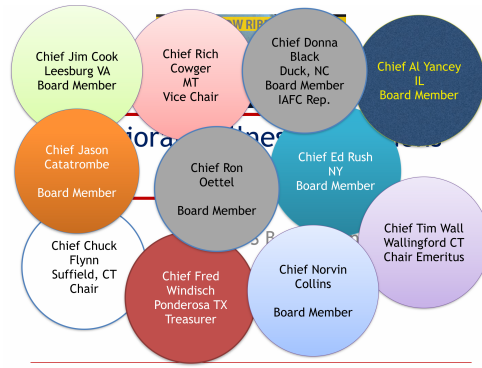 Chief Jim Cook
Leesburg VA
Board Member
Chief Rich
Cowger
MT
Vice Chair
Chief Donna
Black
Duck, NC
Board Member
IAFC Rep.
Chief Al Yancey
IL
Board Member
Chief Jason
Catatrombe
Board Member
Chief Ron
Oettel
Board Member
Chief Ed Rush
NY
Board Member
Chief Tim Wall
Wallingford CT
Chair Emeritus
Chief Chuck
Flynn
Suffield, CT
Chair
Chief Fred
Windisch
Ponderosa TX
Treasurer
Chief Norvin
Collins
Board Member